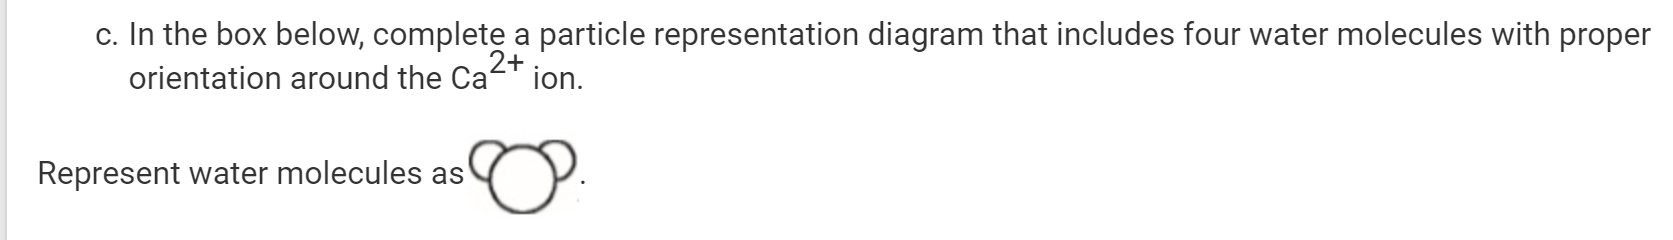 c. In the box below, complete a particle representation diagram that includes four water molecules with proper
orientation around the Ca²⁺ ion.
Represent water molecules as .